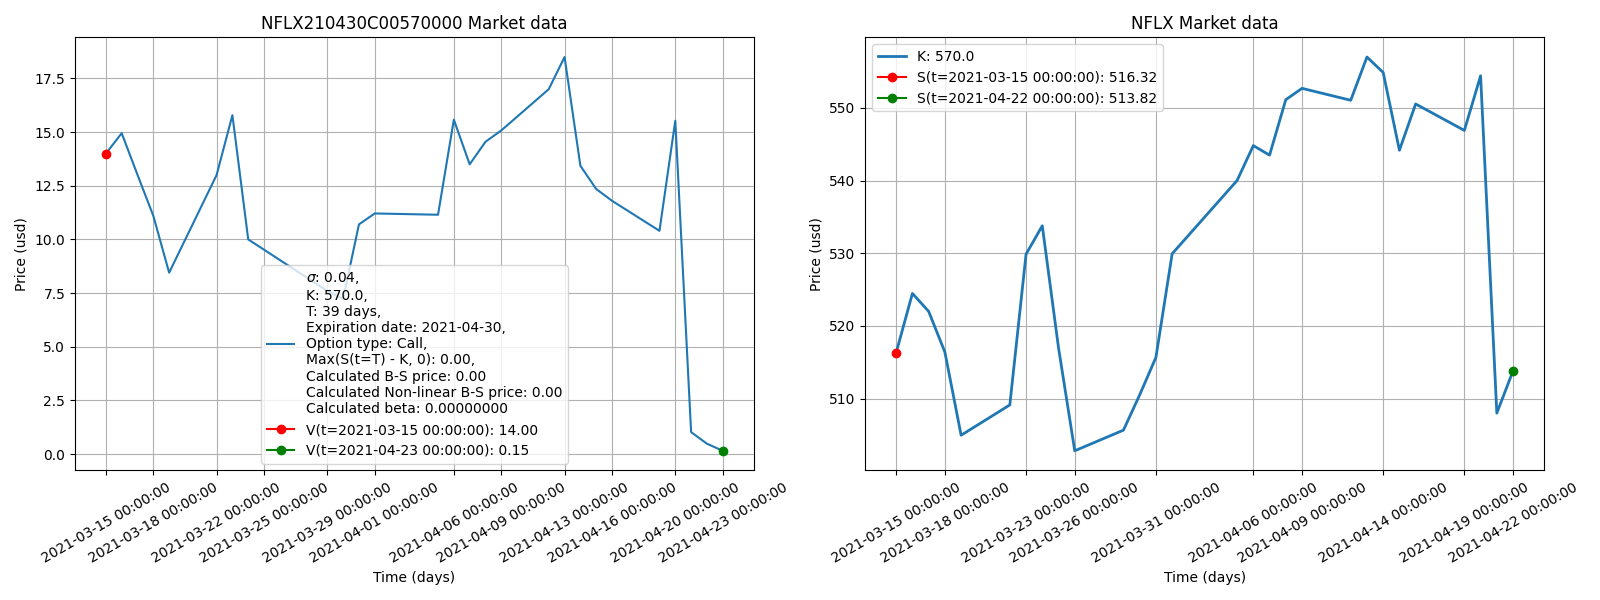 NFLX210430C00570000 Market data
Price (usd)
17.5
15.0
12.5
10.0
7.5
5.0
2.5
0.0
σ: 0.04,
K: 570.0,
T: 39 days,
Expiration date: 2021-04-30,
Option type: Call,
Max(S(t=T) - K, 0): 0.00,
Calculated B-S price: 0.00
Calculated Non-linear B-S price: 0.00
Calculated beta: 0.00000000
V(t=2021-03-15 00:00:00): 14.00
V(t=2021-04-23 00:00:00): 0.15
2021-03-15 00:00:00
2021-03-18 00:00:00
2021-03-22 00:00:00
2021-03-25 00:00:00
2021-03-29 00:00:00
2021-04-01 00:00:00
2021-04-06 00:00:00
2021-04-09 00:00:00
2021-04-13 00:00:00
2021-04-16 00:00:00
2021-04-20 00:00:00
2021-04-23 00:00:00
Time (days)
NFLX Market data
K: 570.0
S(t=2021-03-15 00:00:00): 516.32
S(t=2021-04-22 00:00:00): 513.82
Price (usd)
550
540
530
520
510
2021-03-15 00:00:00
2021-03-18 00:00:00
2021-03-23 00:00:00
2021-03-26 00:00:00
2021-03-31 00:00:00
2021-04-06 00:00:00
2021-04-09 00:00:00
2021-04-14 00:00:00
2021-04-19 00:00:00
2021-04-22 00:00:00
Time (days)